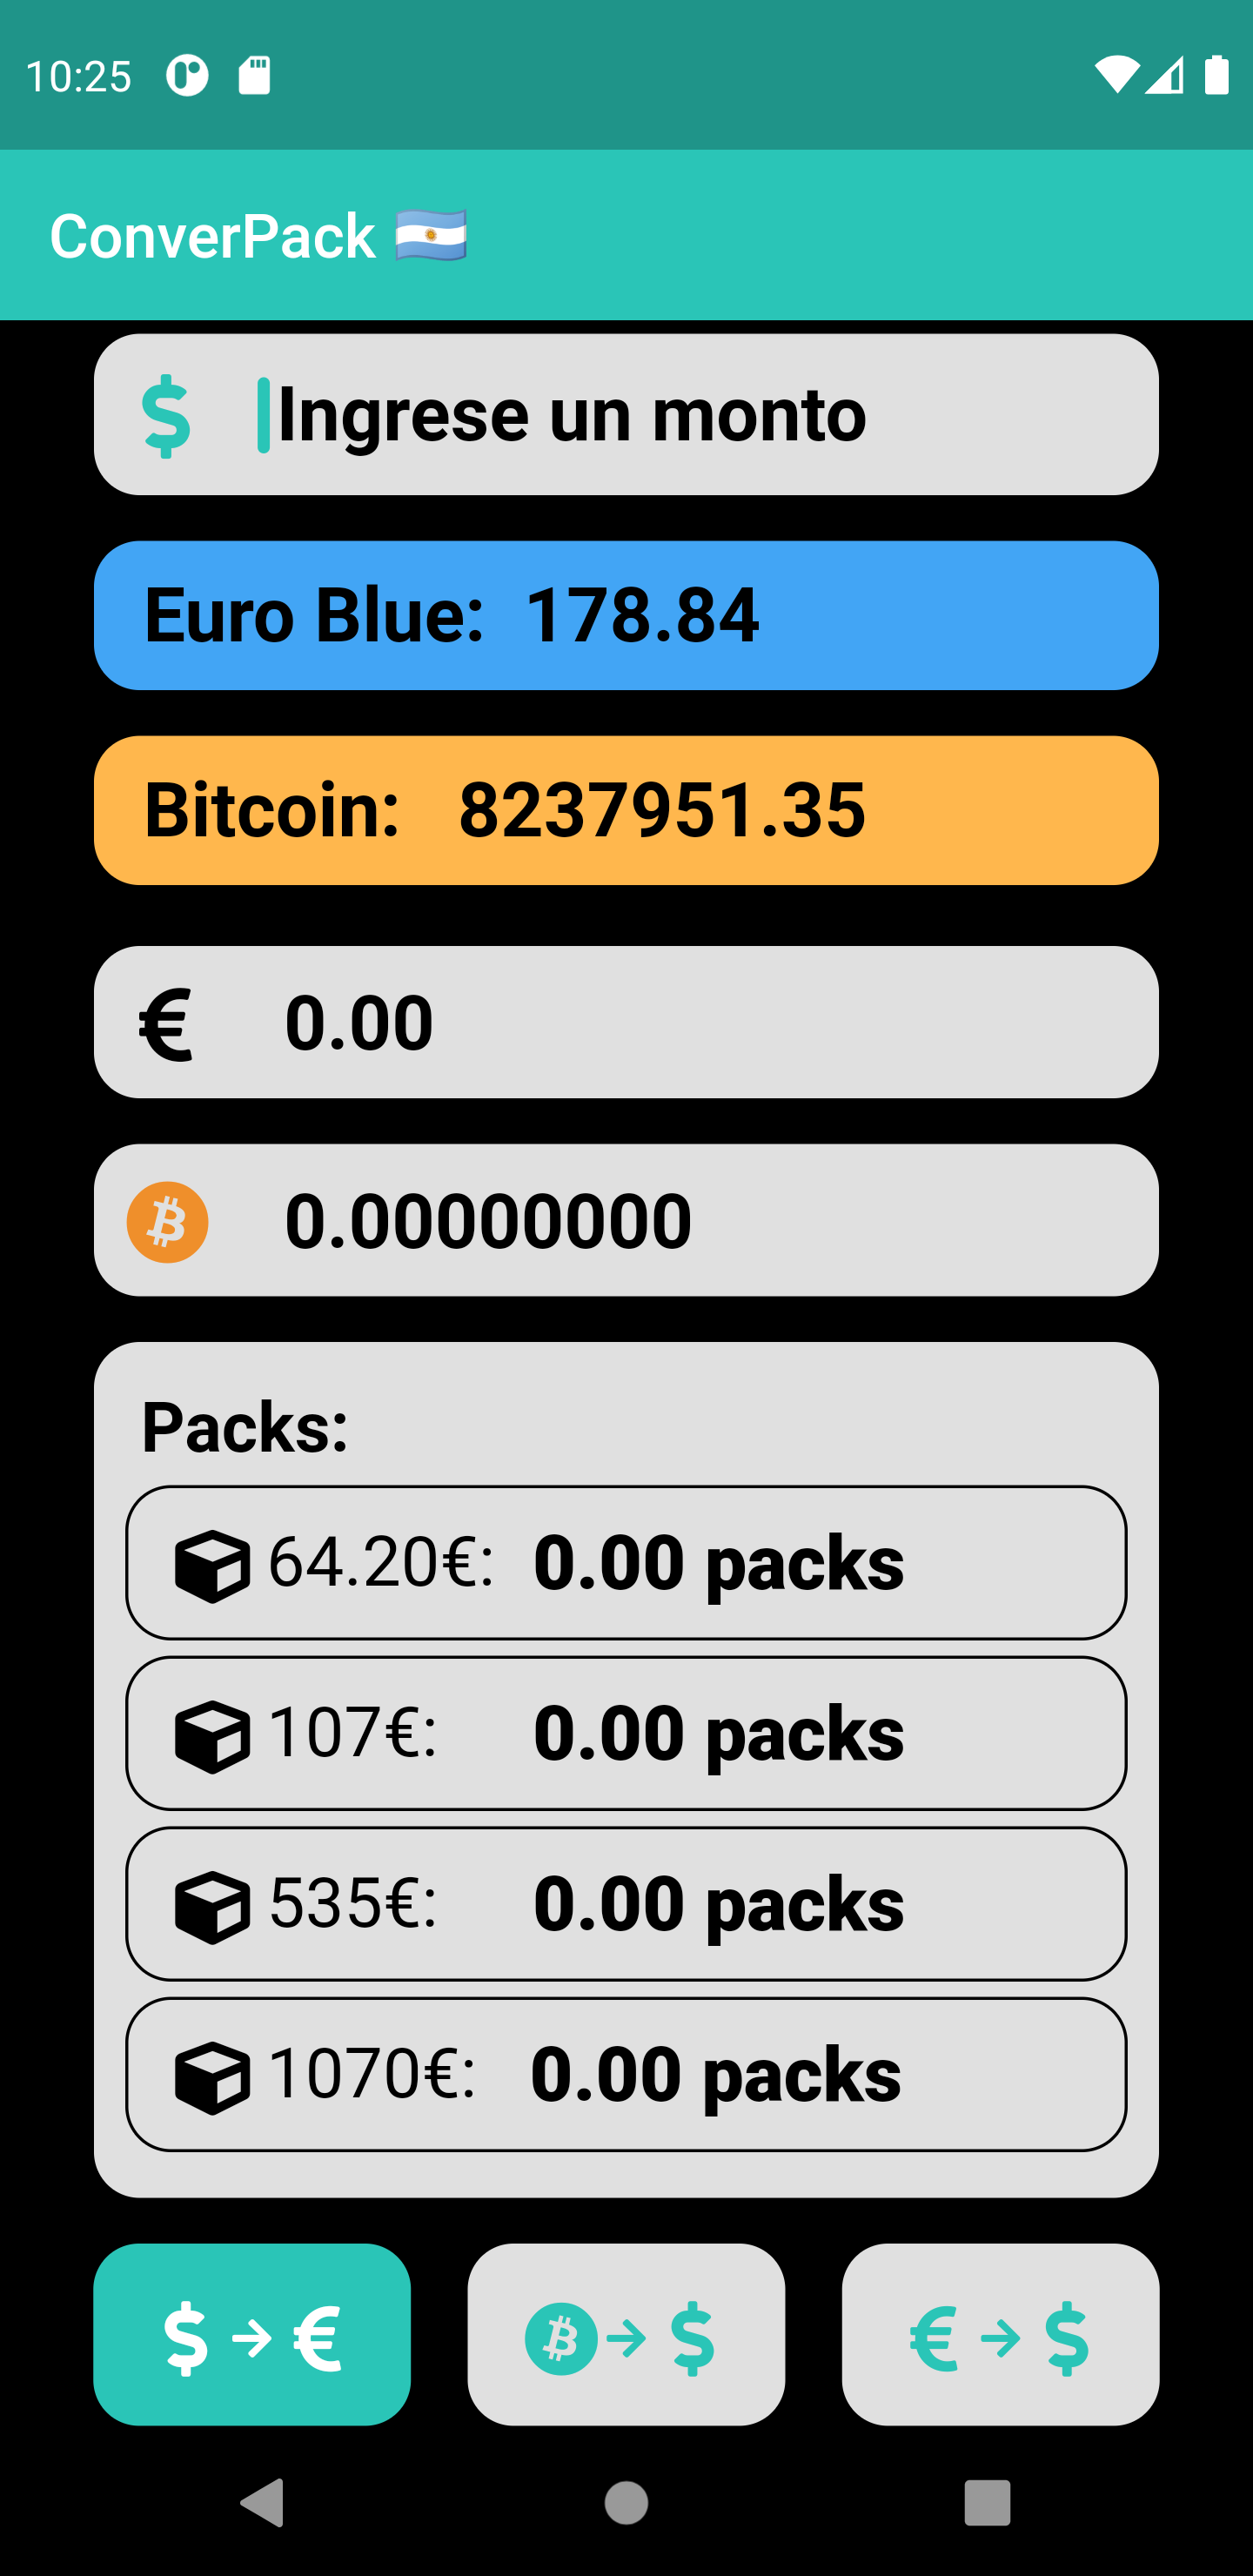 10:25
ConverPack 🇦🇷
$ Ingrese un monto
Euro Blue: 178.84
Bitcoin: 8237951.35
€ 0.00
₿ 0.00000000
Packs:
64.20€: 0.00 packs
107€: 0.00 packs
535€: 0.00 packs
1070€: 0.00 packs
$ → € ₿ → $ € → $